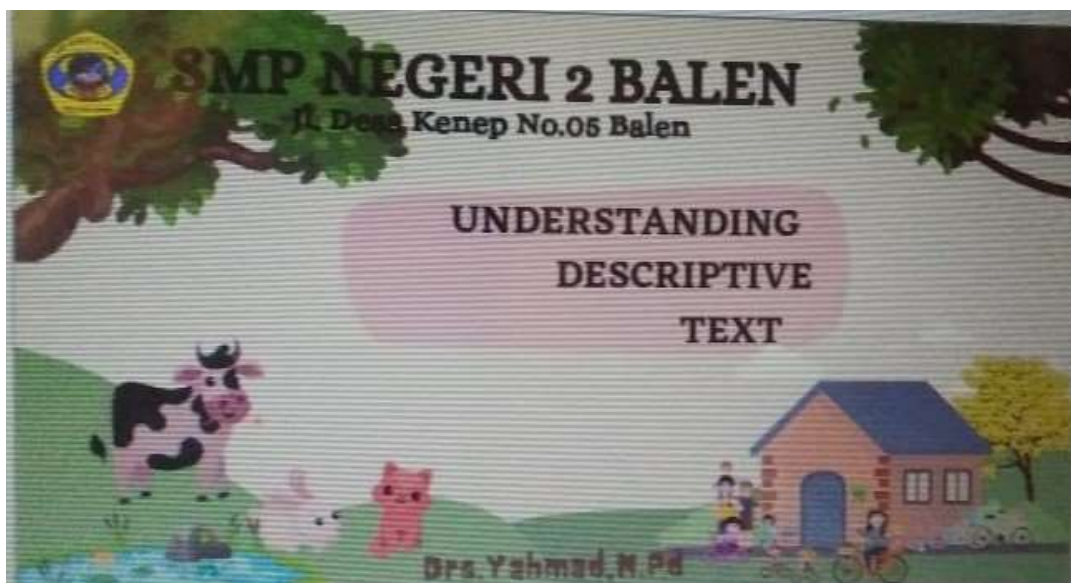 SMP NEGERI 2 BALEN
Jl. Desa Kenep No.05 Balen
UNDERSTANDING
DESCRIPTIVE
TEXT
Drs.Yahmad,M.Pd